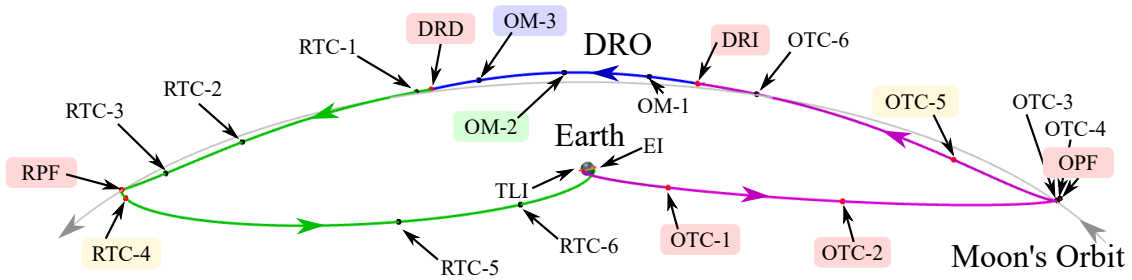 OM-3
DRD
DRI
OTC-6
RTC-1
DRO
RTC-2
OTC-5
OTC-3
RTC-3
OM-1
OM-2
Earth
OTC-4
EI
OPF
RPF
TLI
OTC-1
RTC-6
OTC-2
RTC-4
Moon's Orbit
RTC-5